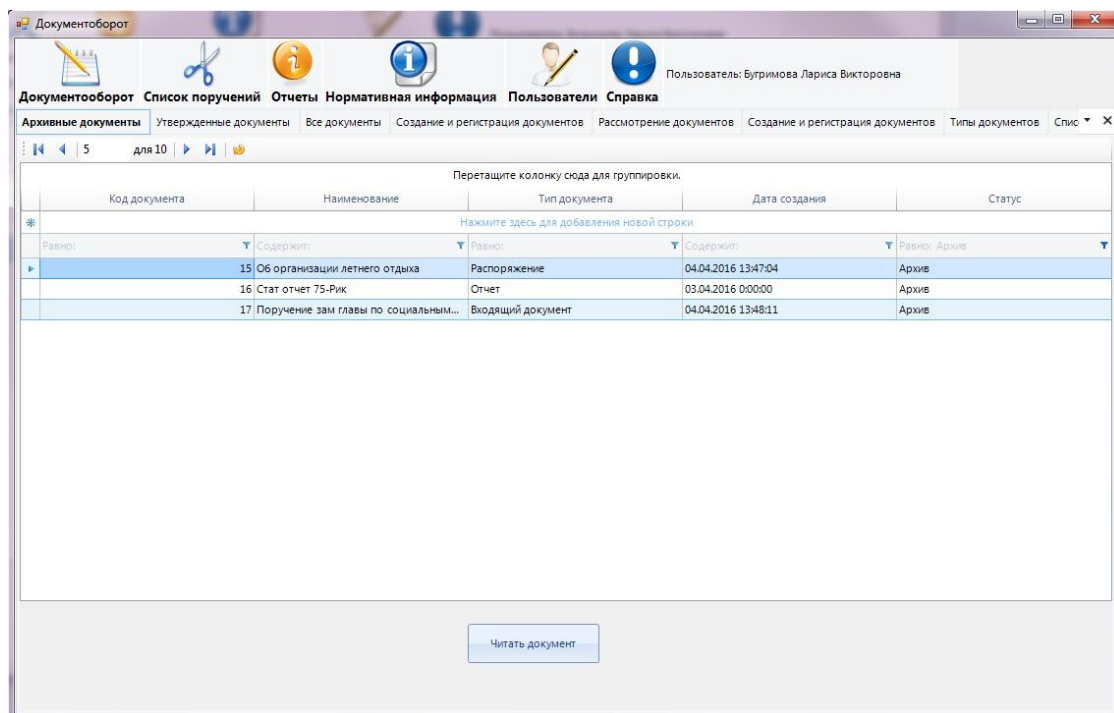 Документоборот
Документооборот Список поручений Отчеты Нормативная информация Пользователи Справка
Пользователь: Бугримова Лариса Викторовна
Архивные документы Утвержденные документы Все документы Создание и регистрация документов Рассмотрение документов Создание и регистрация документов Типы документов Спис
5 для 10
Перетащите колонку сюда для группировки.
Код документа Наименование Тип документа Дата создания Статус
Нажмите здесь для добавления новой строки
Равно: Содержит: Равно: Содержит: Равно: Архив
15 Об организации летнего отдыха Распоряжение 04.04.2016 13:47:04 Архив
16 Стат отчет 75-Рик Отчет 03.04.2016 0:00:00 Архив
17 Поручение зам главы по социальным... Входящий документ 04.04.2016 13:48:11 Архив
Читать документ